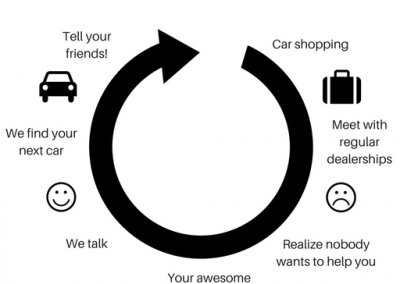 Car shopping
Meet with
regular
dealerships
Realize nobody
wants to help you
Your awesome
We talk
We find your
next car
Tell your
friends!